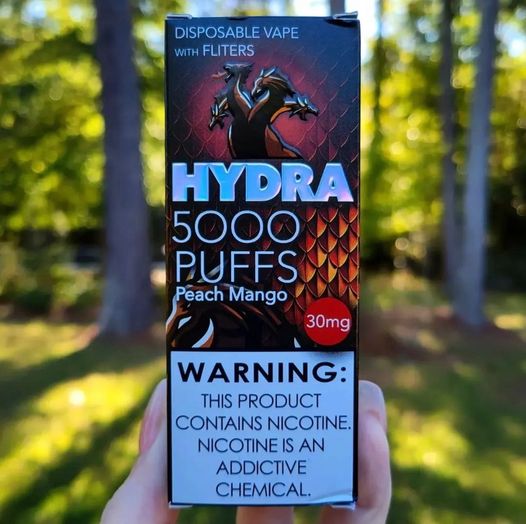 DISPOSABLE VAPE
WITH FLITERS
HYDRA
5000
PUFFS
Peach Mango
30mg
WARNING:
THIS PRODUCT
CONTAINS NICOTINE.
NICOTINE IS AN
ADDICTIVE
CHEMICAL.